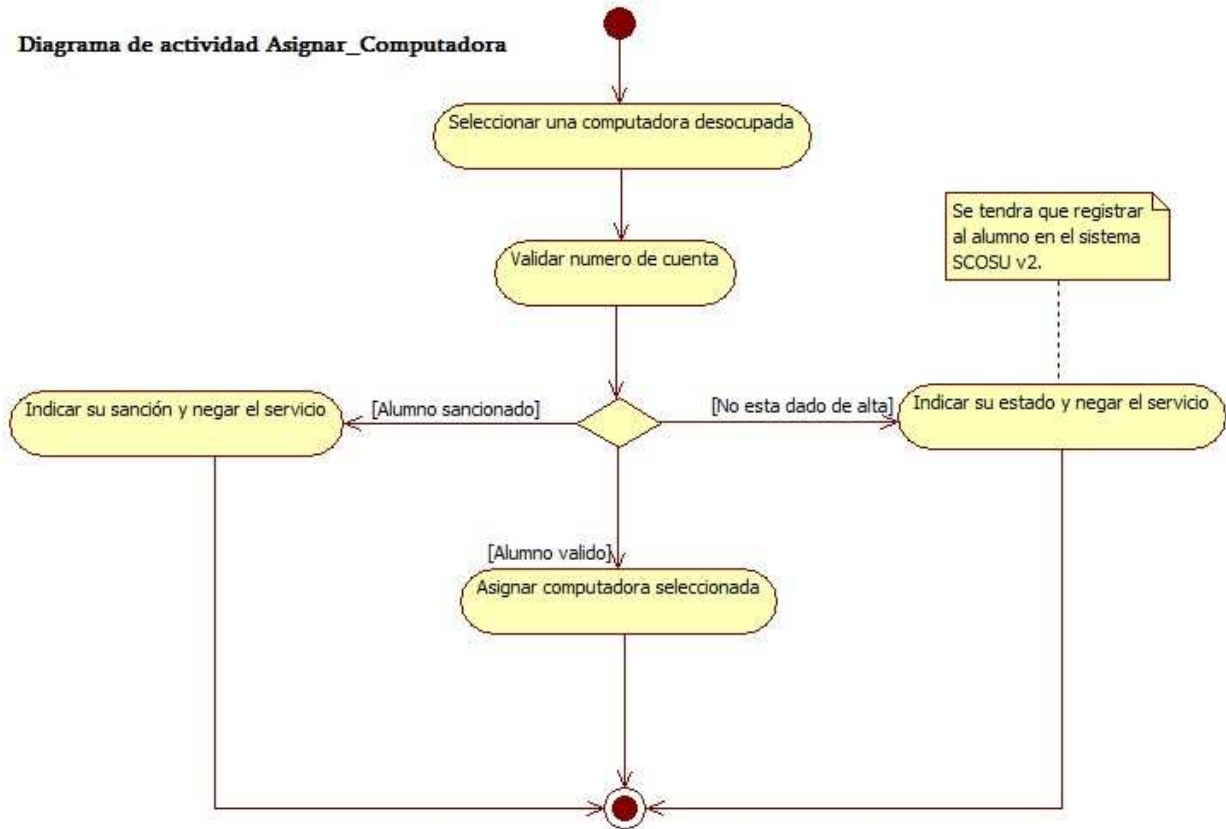 Diagrama de actividad Asignar_Computadora
Seleccionar una computadora desocupada
Se tendra que registrar
al alumno en el sistema
SCOSU v2.
Validar numero de cuenta
Indicar su sanción y negar el servicio
[Alumno sancionado]
[No esta dado de alta]
Indicar su estado y negar el servicio
[Alumno valido]
Asignar computadora seleccionada